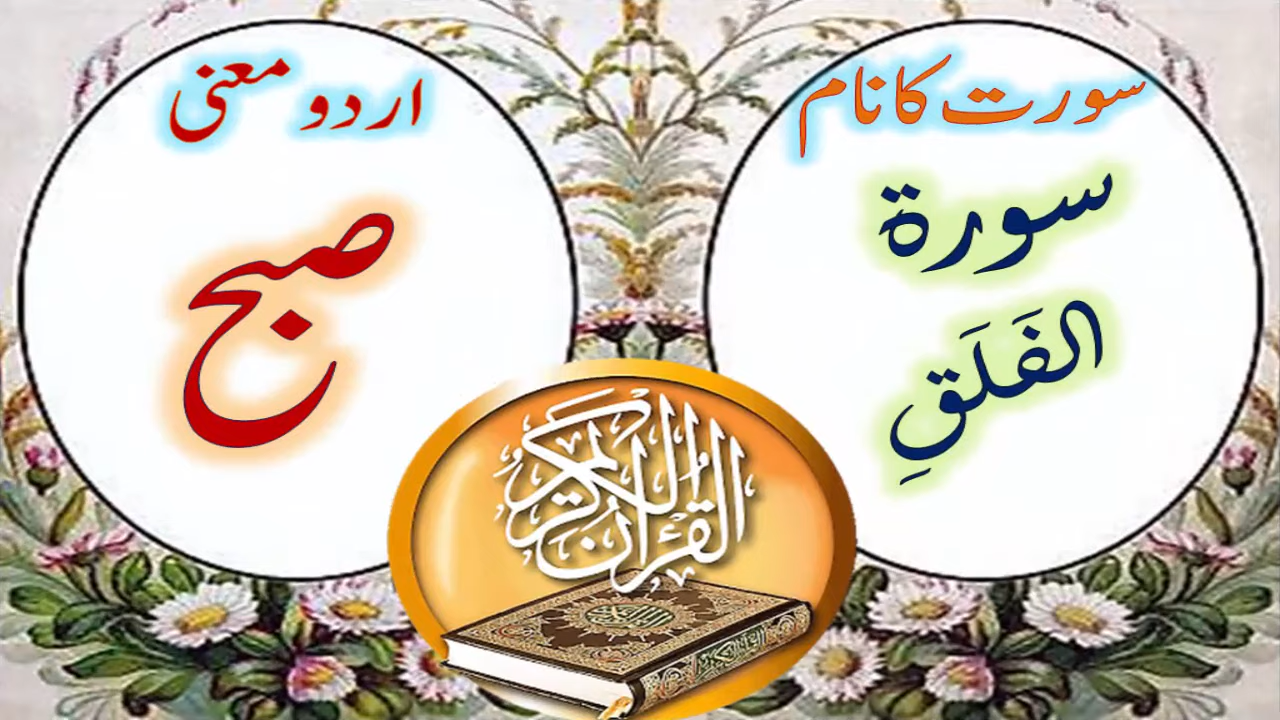 سورت کا نام
سورة
الفَلَقِ
اردو معنی
صبح
القرآن الكريم